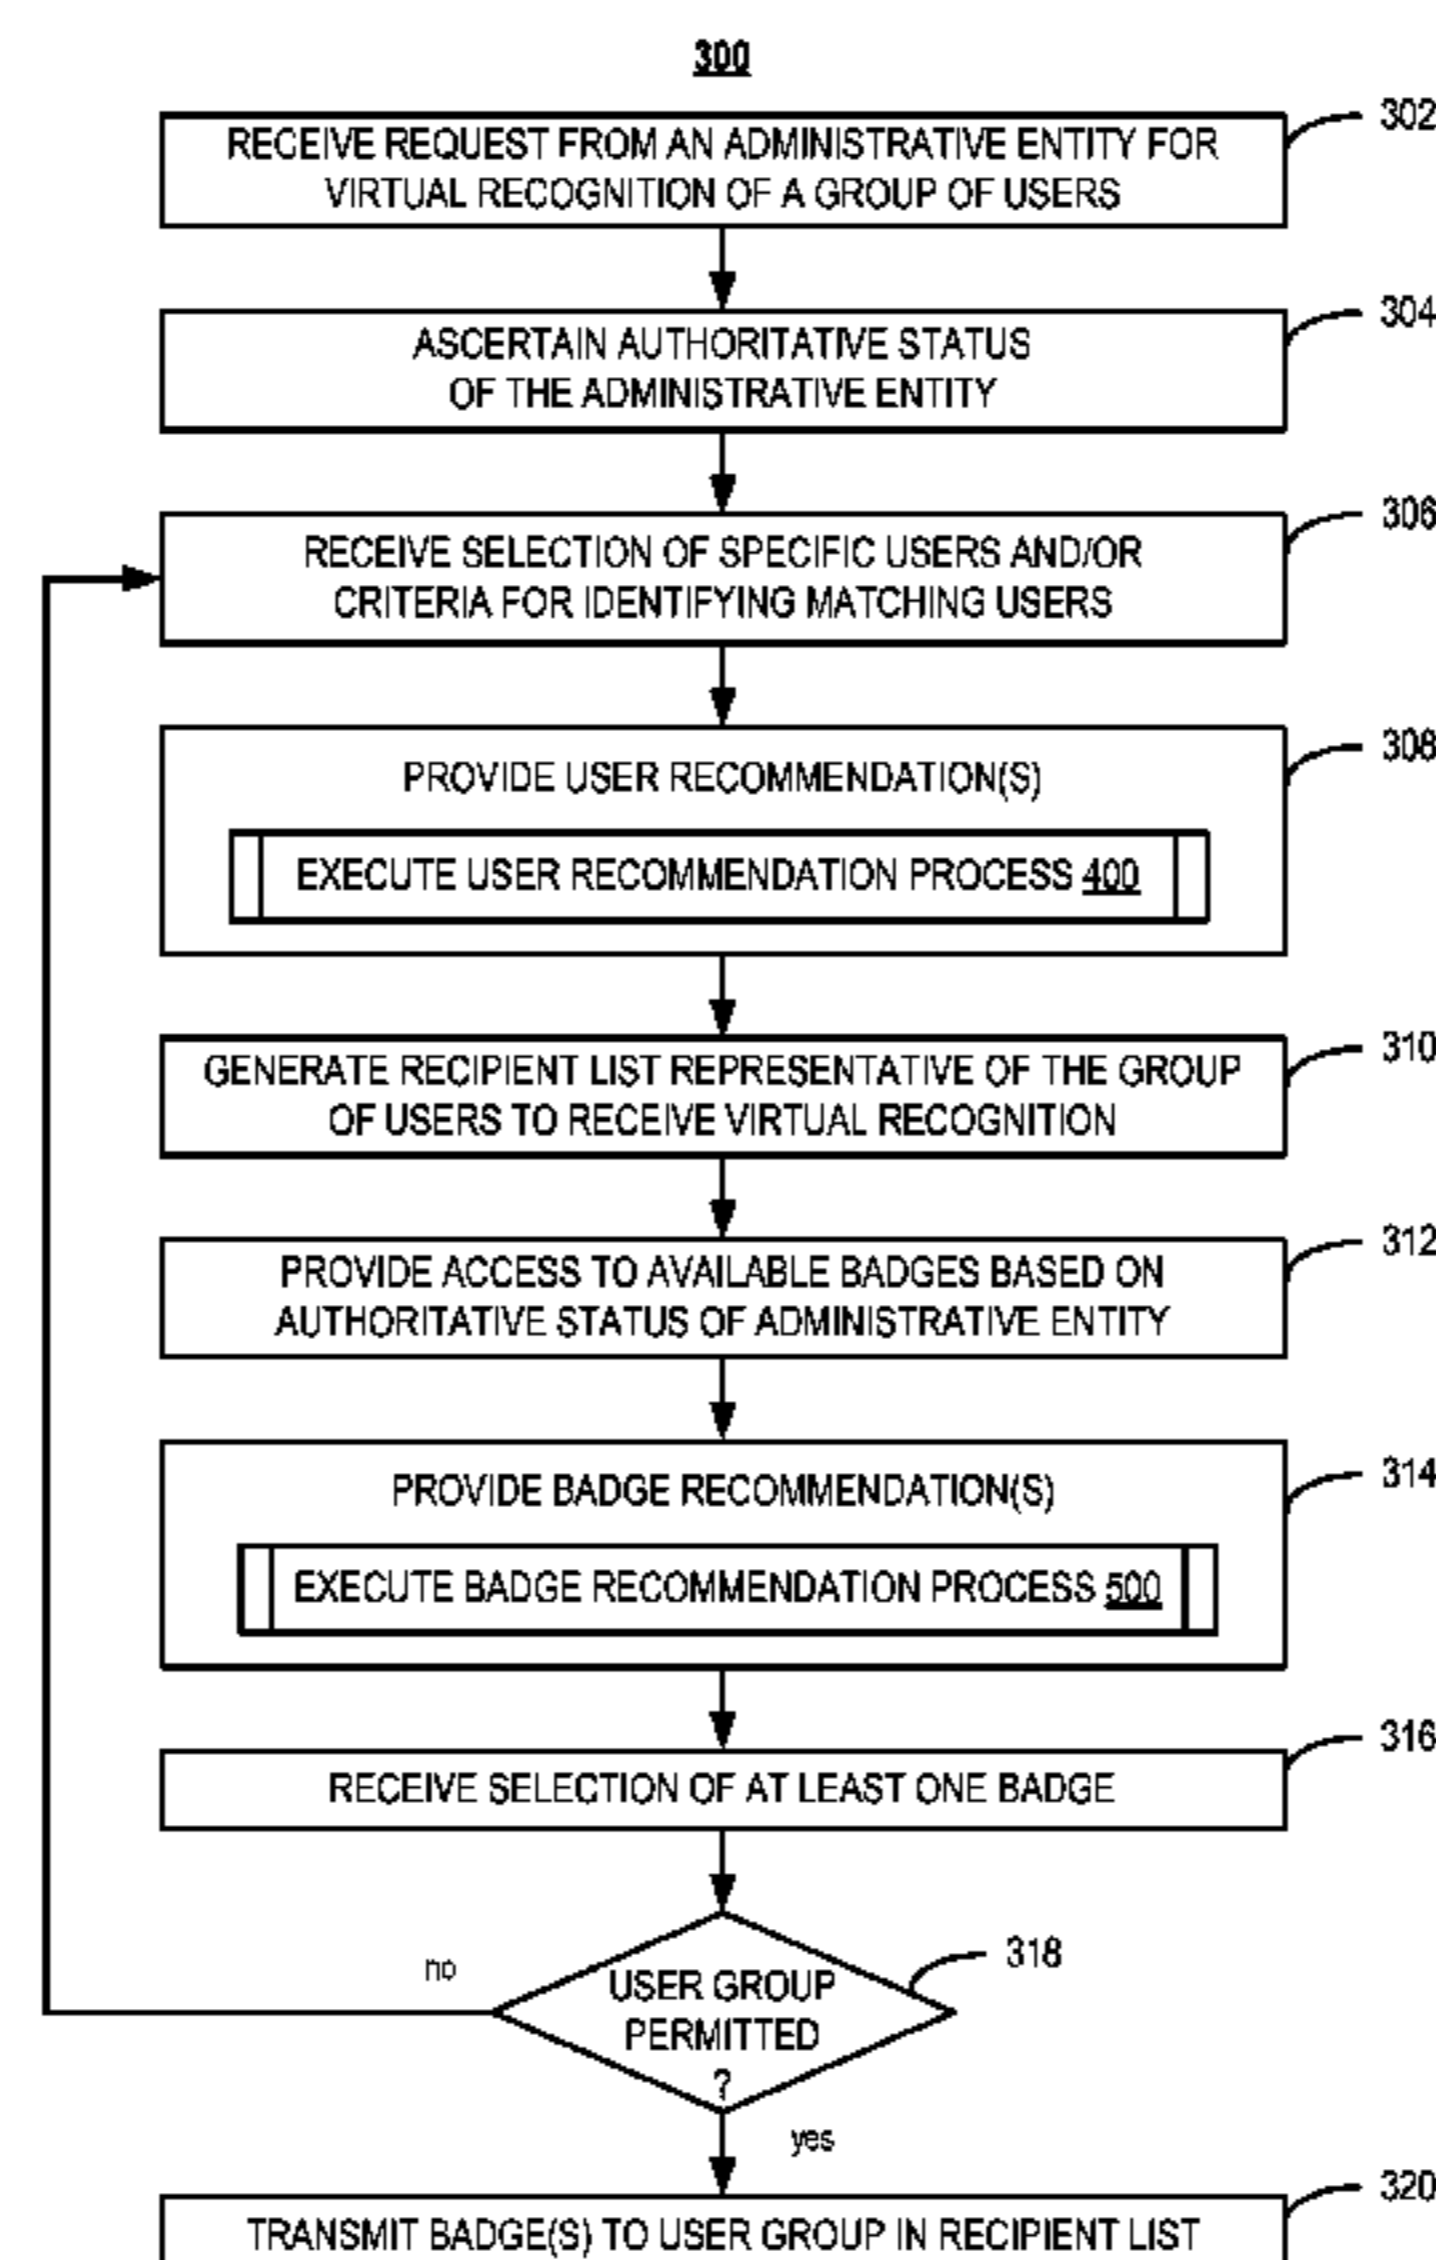 300
302
RECEIVE REQUEST FROM AN ADMINISTRATIVE ENTITY FOR
VIRTUAL RECOGNITION OF A GROUP OF USERS
304
ASCERTAIN AUTHORITATIVE STATUS
OF THE ADMINISTRATIVE ENTITY
306
RECEIVE SELECTION OF SPECIFIC USERS AND/OR
CRITERIA FOR IDENTIFYING MATCHING USERS
308
PROVIDE USER RECOMMENDATION(S)
EXECUTE USER RECOMMENDATION PROCESS 400
310
GENERATE RECIPIENT LIST REPRESENTATIVE OF THE GROUP
OF USERS TO RECEIVE VIRTUAL RECOGNITION
312
PROVIDE ACCESS TO AVAILABLE BADGES BASED ON
AUTHORITATIVE STATUS OF ADMINISTRATIVE ENTITY
314
PROVIDE BADGE RECOMMENDATION(S)
EXECUTE BADGE RECOMMENDATION PROCESS 500
316
RECEIVE SELECTION OF AT LEAST ONE BADGE
318
no
USER GROUP
PERMITTED
?
yes
320
TRANSMIT BADGE(S) TO USER GROUP IN RECIPIENT LIST